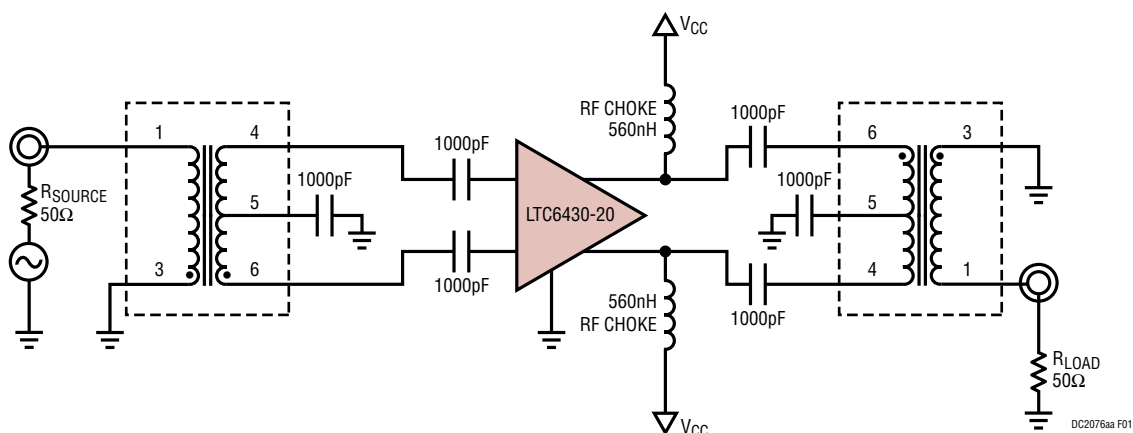 VCC
RF CHOKE
560nH
1000pF
1000pF
1
4
6
3
1000pF
1000pF
RSOURCE
50Ω
5
LTC6430-20
5
3
6
4
1
1000pF
560nH
RF CHOKE
1000pF
RLOAD
50Ω
VCC
DC2076aa F01